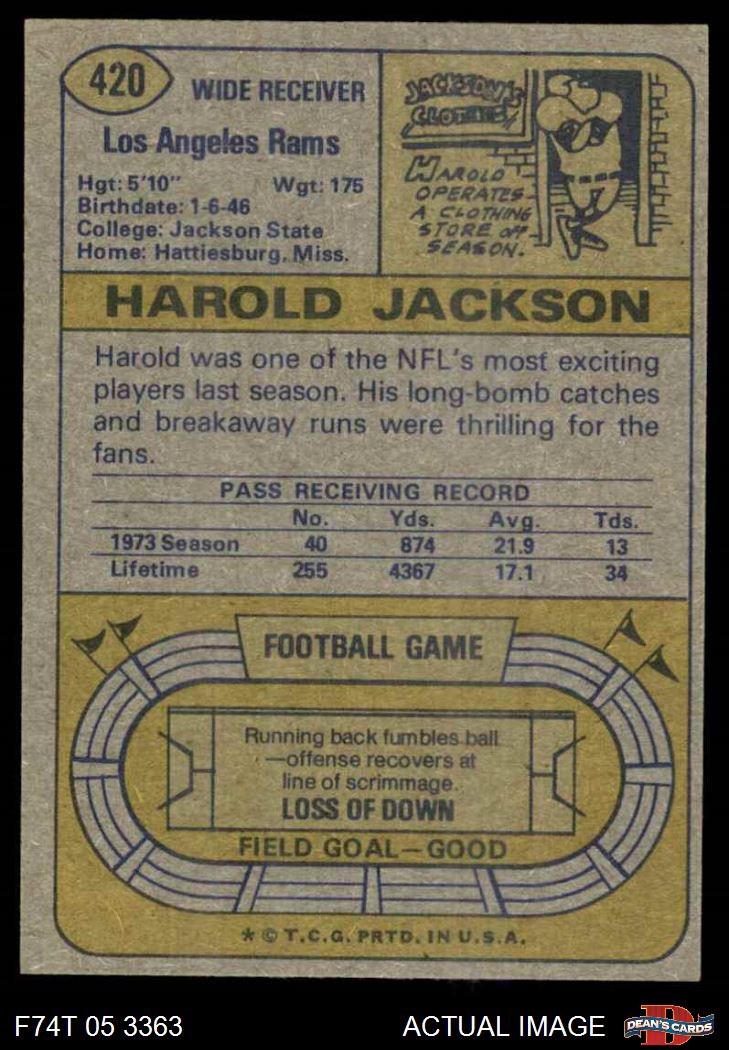 420
WIDE RECEIVER
Los Angeles Rams
Hgt: 5'10" Wgt: 175
Birthdate: 1-6-46
College: Jackson State
Home: Hattiesburg, Miss.
JACKSON'S
CLOTHES
HAROLD
OPERATES
A CLOTHING
STORE OFF
SEASON.
HAROLD JACKSON
Harold was one of the NFL's most exciting
players last season. His long-bomb catches
and breakaway runs were thrilling for the
fans.
PASS RECEIVING RECORD
No. Yds. Avg. Tds.
1973 Season 40 874 21.9 13
Lifetime 255 4367 17.1 34
FOOTBALL GAME
Running back fumbles ball
—offense recovers at
line of scrimmage.
LOSS OF DOWN
FIELD GOAL—GOOD
* © T.C.G. PRTD. IN U.S.A.
F74T 05 3363
ACTUAL IMAGE
D
DEAN'S CARDS